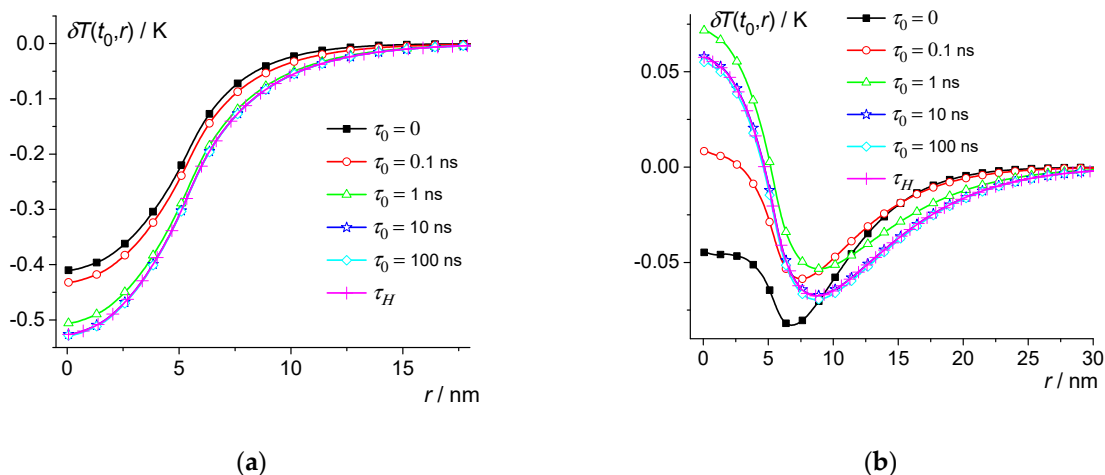 δT(t₀,r) / K
0.0
-0.1
-0.2
-0.3
-0.4
-0.5
0 5 10 15
r / nm
τ₀ = 0
τ₀ = 0.1 ns
τ₀ = 1 ns
τ₀ = 10 ns
τ₀ = 100 ns
τ_H
(a)
δT(t₀,r) / K
0.05
0.00
-0.05
0 5 10 15 20 25 30
r / nm
τ₀ = 0
τ₀ = 0.1 ns
τ₀ = 1 ns
τ₀ = 10 ns
τ₀ = 100 ns
τ_H
(b)